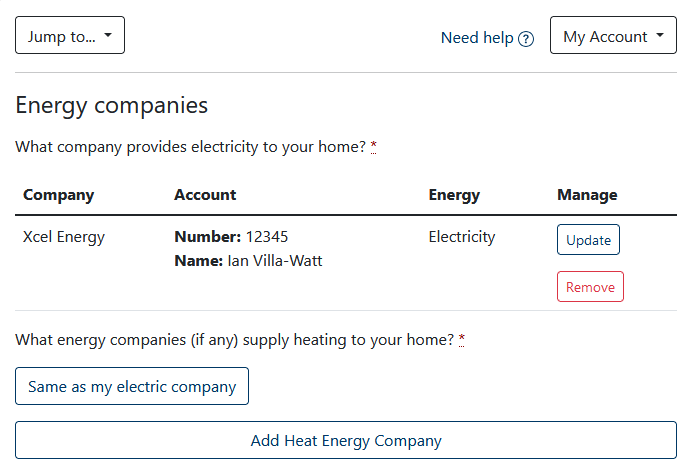 Jump to...
Need help
My Account
Energy companies
What company provides electricity to your home? *
Company Account Energy Manage
Xcel Energy Number: 12345 Electricity Update
Name: Ian Villa-Watt
Remove
What energy companies (if any) supply heating to your home? *
Same as my electric company
Add Heat Energy Company